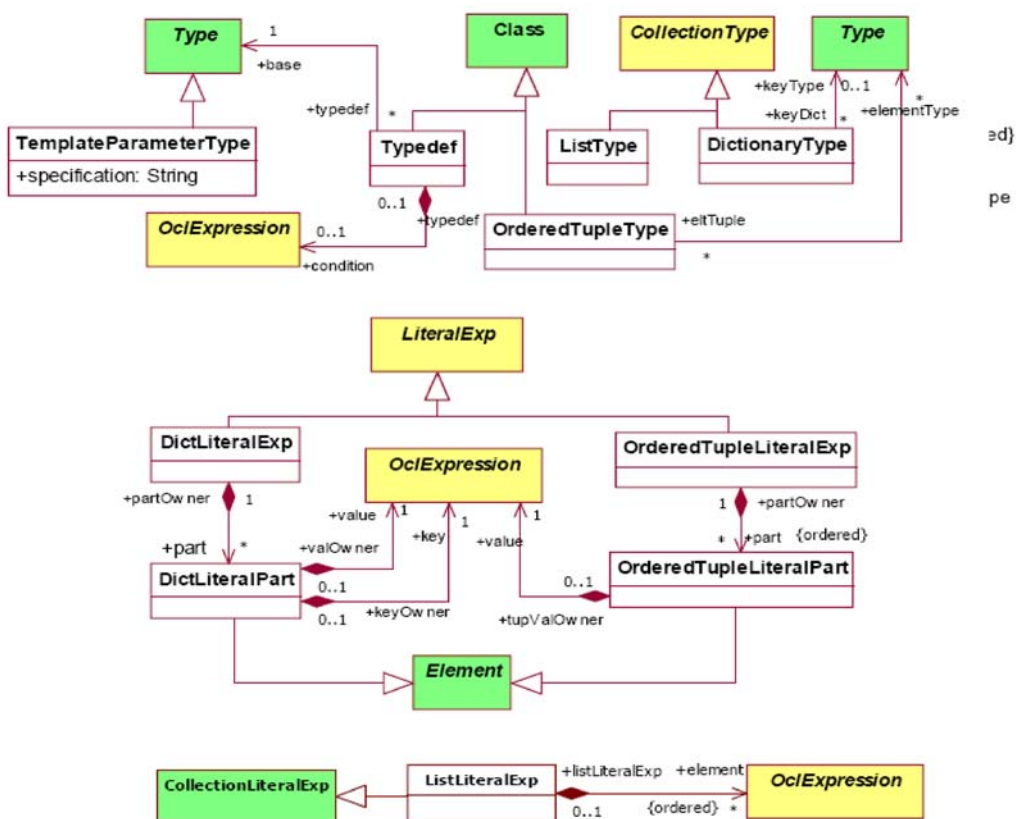 Type
1
+base
Class
CollectionType
Type
+keyType
0..1
+typedef
*
+keyDict
*
*
+elementType
ed}
TemplateParameterType
+specification: String
Typedef
ListType
DictionaryType
pe
OclExpression
0..1
+typedef
0..1
+condition
OrderedTupleType
+eltTuple
*
LiteralExp
DictLiteralExp
OclExpression
OrderedTupleLiteralExp
+partOwner
1
+value
1
+key
1
+value
1
1
+partOwner
+part
*
+valOwner
*
+part
{ordered}
DictLiteralPart
0..1
0..1
+keyOwner
0..1
+tupValOwner
OrderedTupleLiteralPart
Element
CollectionLiteralExp
ListLiteralExp
+listLiteralExp
+element
0..1
{ordered}
*
OclExpression